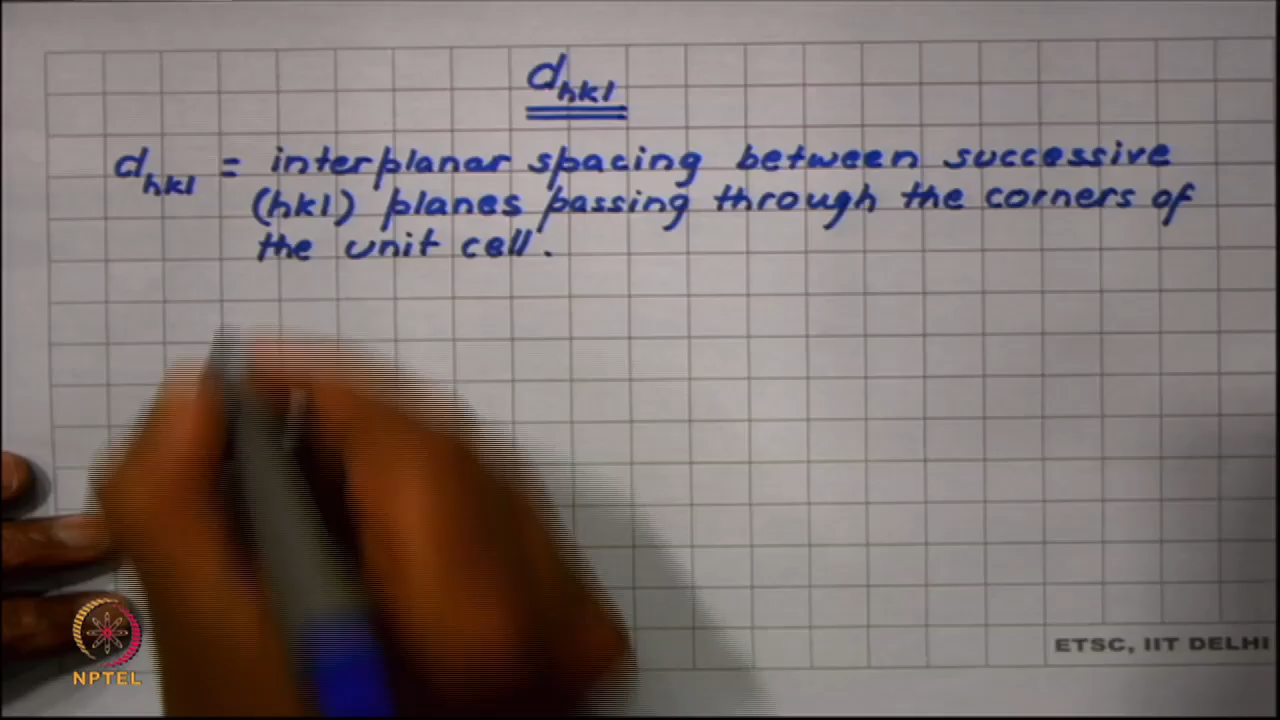 dhkl
dhkl = interplanar spacing between successive
(hkl) planes passing through the corners of
the unit cell.
ETSC, IIT DELHI
NPTEL